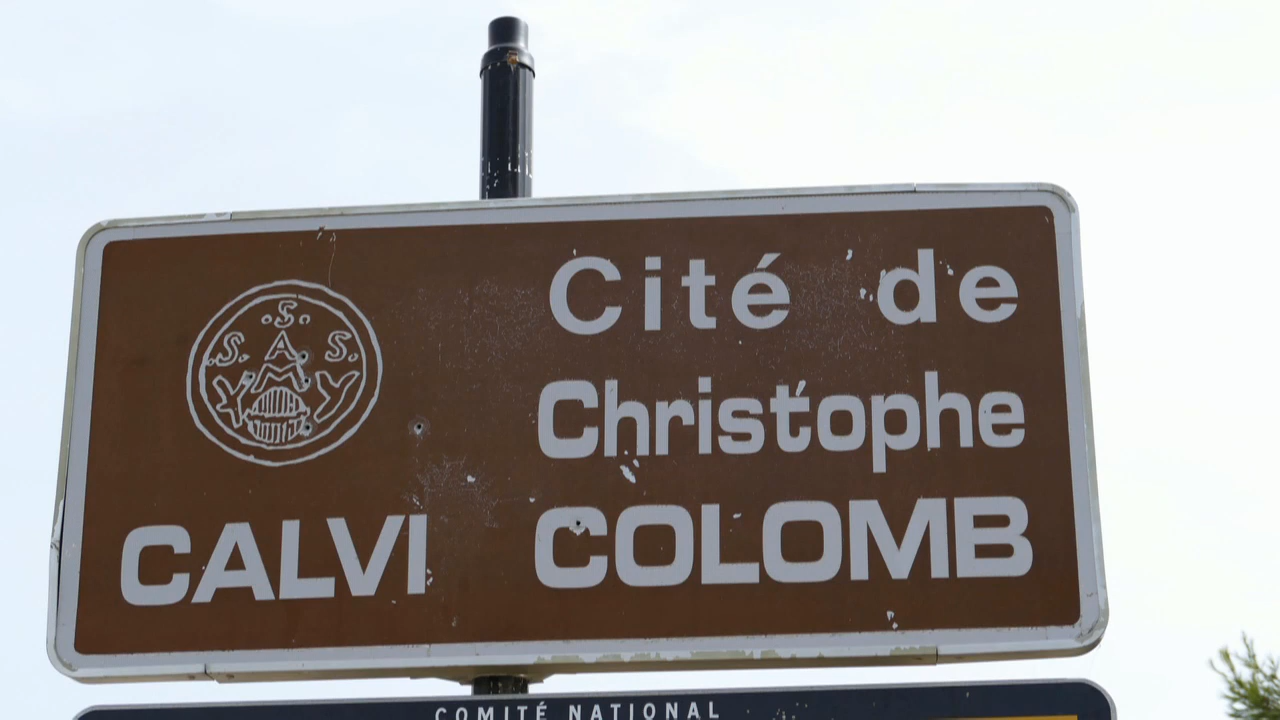 .S.
.S. A S.
X M Y
Cité de
Christophe
CALVI COLOMB
COMITÉ NATIONAL